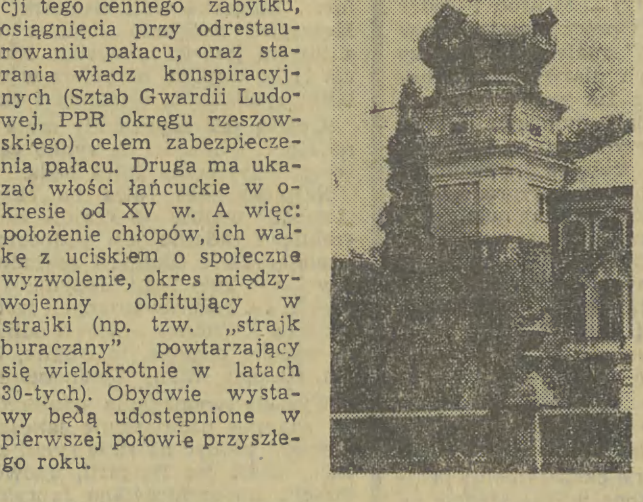 cji tego cennego zabytku,
osiągnięcia przy odrestau-
rowaniu pałacu, oraz sta-
rania władz konspiracyj-
nych (Sztab Gwardii Ludo-
wej, PPR okręgu rzeszow-
skiego) celem zabezpiecze-
nia pałacu. Druga ma uka-
zać włości łańcuckie w o-
kresie od XV w. A więc:
położenie chłopów, ich wal-
kę z uciskiem o społeczne
wyzwolenie, okres między-
wojenny obfitujący w
strajki (np. tzw. „strajk
buraczany” powtarzający
się wielokrotnie w latach
30-tych). Obydwie wysta-
wy będą udostępnione w
pierwszej połowie przyszłe-
go roku.